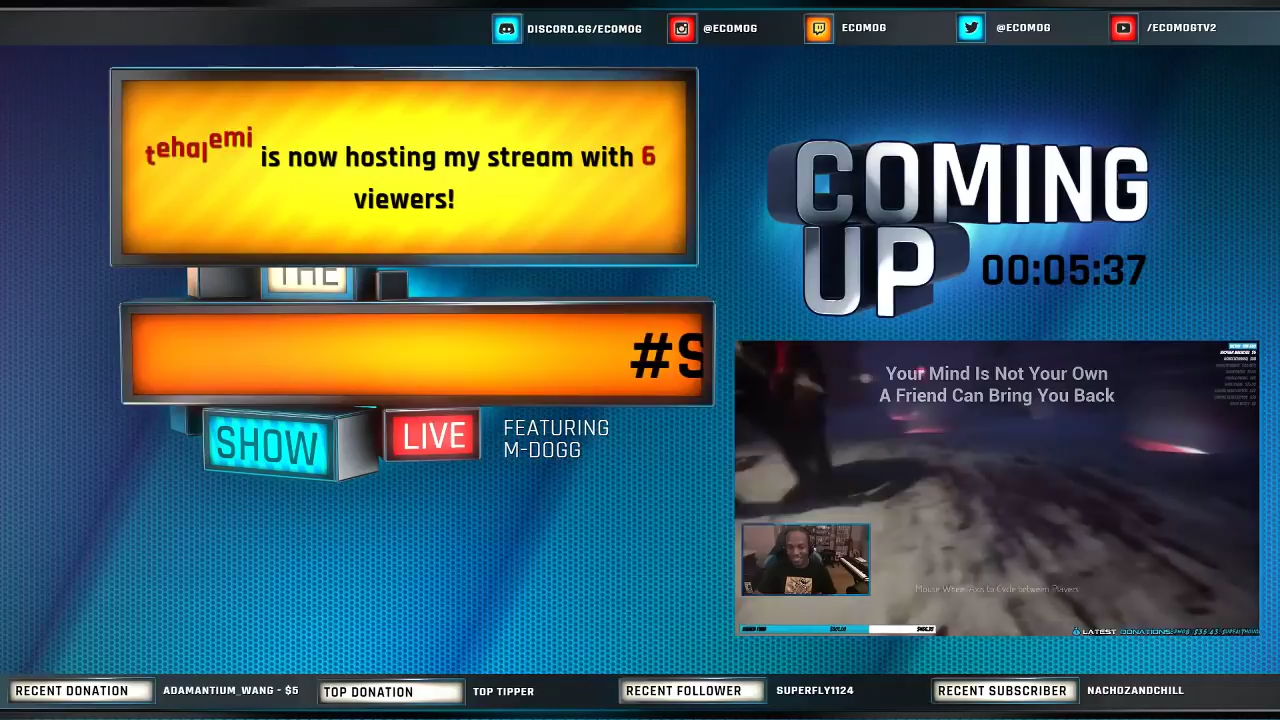 DISCORD.GG/ECOMOG
@ECOMOG
ECOMOG
@ECOMOG
/ECOMOGTV2
tehalemi is now hosting my stream with 6
viewers!
THE
#S
SHOW
LIVE
FEATURING
M-DOGG
COMING
UP
00:05:37
Your Mind Is Not Your Own
A Friend Can Bring You Back
Mouse Wheel Axis to Cycle between Players
LATEST DONATIONS:
RECENT DONATION
ADAMANTIUM_WANG - $5
TOP DONATION
TOP TIPPER
RECENT FOLLOWER
SUPERFLY1124
RECENT SUBSCRIBER
NACHOZANDCHILL